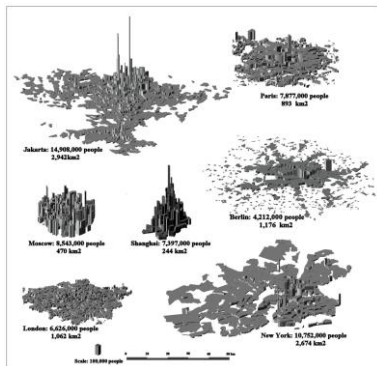 Jakarta: 14,908,000 people
2,942km2
Paris: 7,877,000 people
893 km2
Berlin: 4,212,000 people
1,176 km2
Moscow: 8,543,000 people
470 km2
Shanghai: 7,397,000 people
244 km2
London: 6,626,000 people
1,062 km2
New York: 10,752,000 people
2,674 km2
Scale: 100,000 people